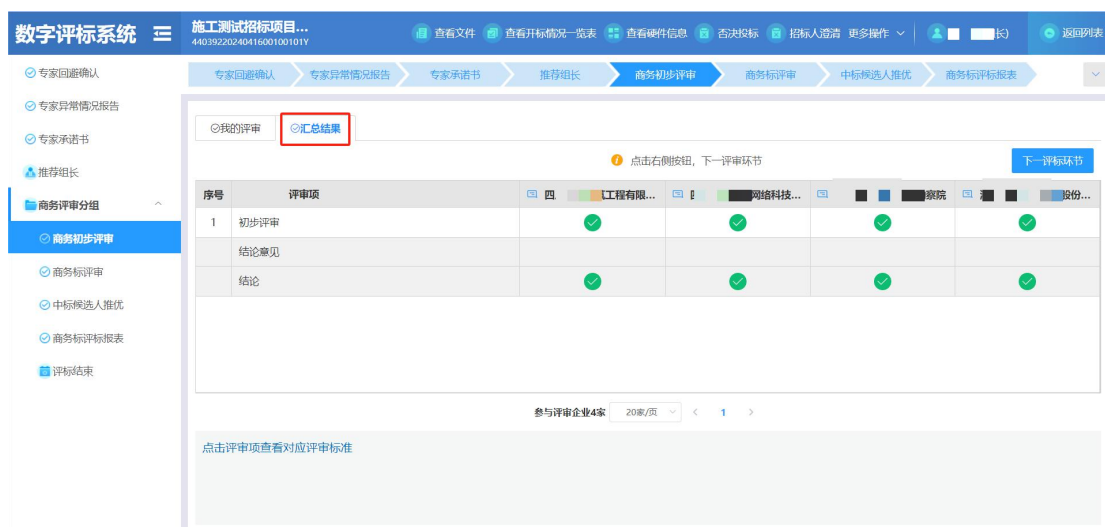 数字评标系统
施工测试招标项目...
44039220240416001001Y
查看文件 查看开标情况一览表 查看硬件信息 否决投标 招标人澄清 更多操作 长) 返回列表
专家回避确认
专家异常情况报告
专家承诺书
推荐组长
商务评审分组
商务初步评审
商务标评审
中标候选人推优
商务标评标报表
评标结束
专家回避确认 专家异常情况报告 专家承诺书 推荐组长 商务初步评审 商务标评审 中标候选人推优 商务标评标报表
我的评审 汇总结果
点击右侧按钮，下一评审环节 下一评标环节
序号 评审项 四 工程有限... 网络科技... 察院 股份...
1 初步评审
结论意见
结论
参与评审企业4家 20家/页 1
点击评审项查看对应评审标准